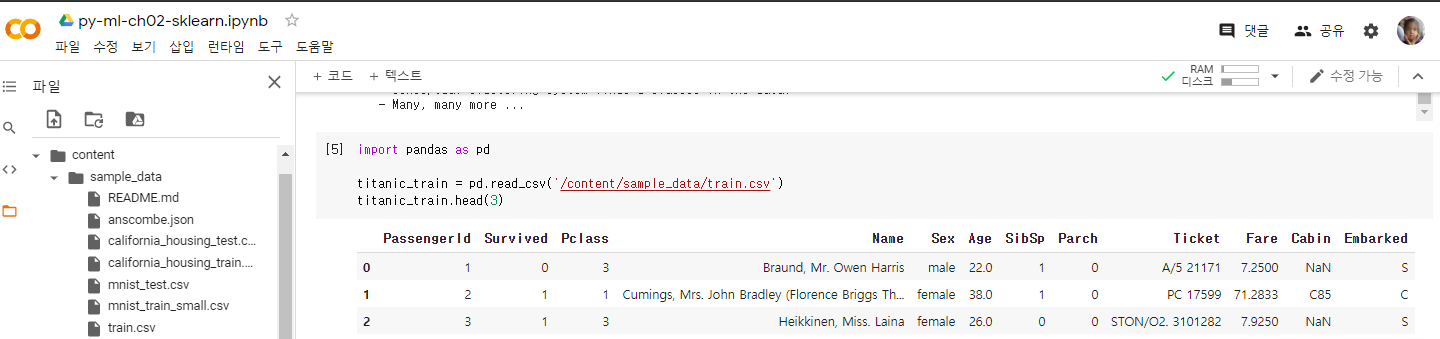 py-ml-ch02-sklearn.ipynb
파일 수정 보기 삽입 런타임 도구 도움말
댓글 공유
파일
+ 코드 + 텍스트
RAM
디스크
수정 가능
content
sample_data
README.md
anscombe.json
california_housing_test.c...
california_housing_train....
mnist_test.csv
mnist_train_small.csv
train.csv
- Many, many more ...
[5] import pandas as pd
titanic_train = pd.read_csv('/content/sample_data/train.csv')
titanic_train.head(3)
PassengerId Survived Pclass Name Sex Age SibSp Parch Ticket Fare Cabin Embarked
0 1 0 3 Braund, Mr. Owen Harris male 22.0 1 0 A/5 21171 7.2500 NaN S
1 2 1 1 Cumings, Mrs. John Bradley (Florence Briggs Th... female 38.0 1 0 PC 17599 71.2833 C85 C
2 3 1 3 Heikkinen, Miss. Laina female 26.0 0 0 STON/O2. 3101282 7.9250 NaN S